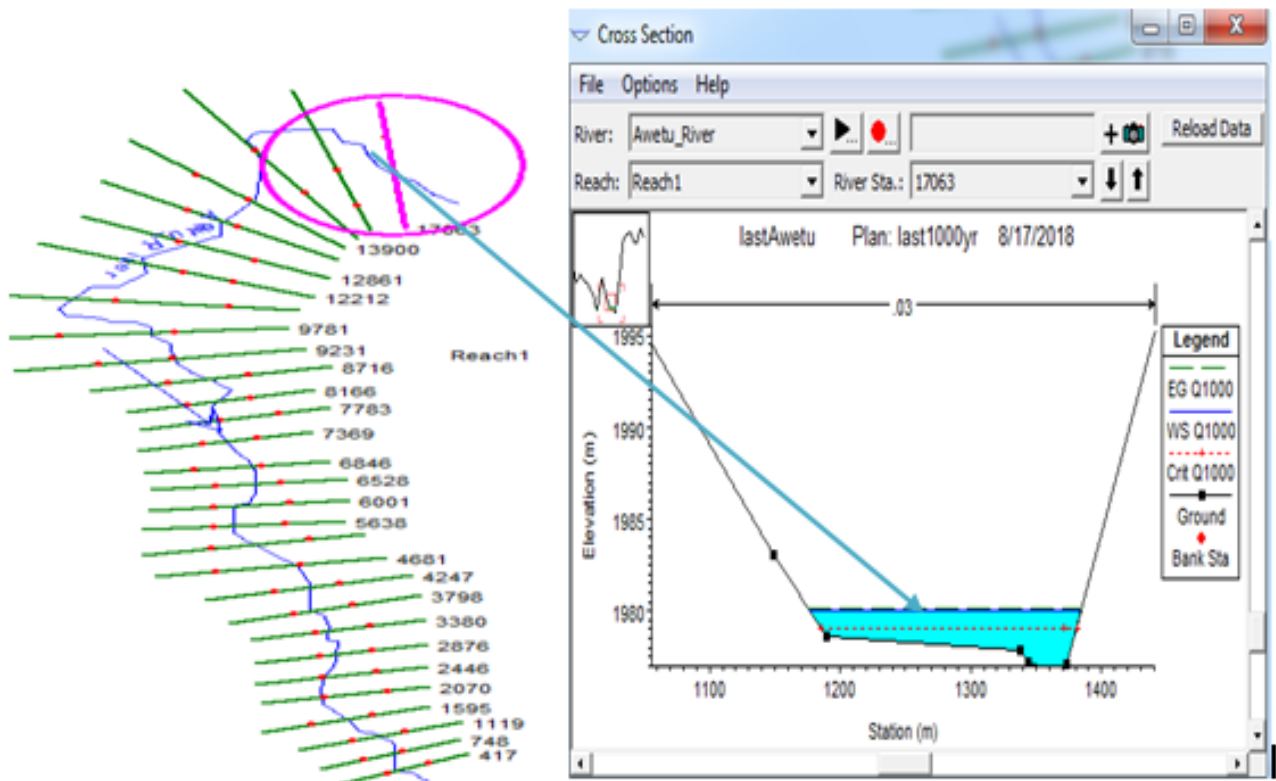 17063
13900
12861
12212
9781
9231
Reach1
8716
8166
7783
7369
6846
6528
6001
5638
4681
4247
3798
3380
2876
2446
2070
1595
1119
748
417
Cross Section
File Options Help
River: Awetu_River ... ... Reload Data
Reach: Reach1 River Sta.: 17063
lastAwetu Plan: last1000yr 8/17/2018
.03
1995
1990
1985
1980
Elevation (m)
1100 1200 1300 1400
Station (m)
Legend
EG Q1000
WS Q1000
Crit Q1000
Ground
Bank Sta